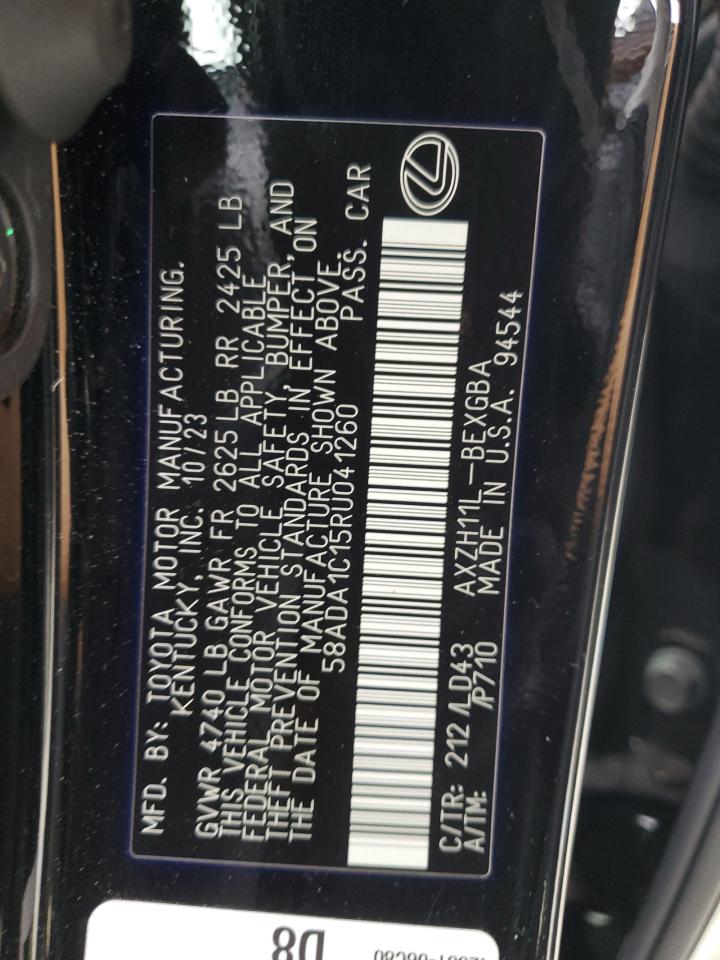 MFD. BY: TOYOTA MOTOR MANUFACTURING.
KENTUCKY, INC. 10/23
GVWR 4740 LB GAWR FR 2625 LB RR 2425 LB
THIS VEHICLE CONFORMS TO ALL APPLICABLE
FEDERAL MOTOR VEHICLE SAFETY, BUMPER, AND
THEFT PREVENTION STANDARDS IN EFFECT ON
THE DATE OF MANUFACTURE SHOWN ABOVE.
58ADA1C15RU041260 PASS. CAR
C/TR: 212 /LD43 AXZH11L-BEXGBA
A/TM: /P710 MADE IN U.S.A. 94544
D8